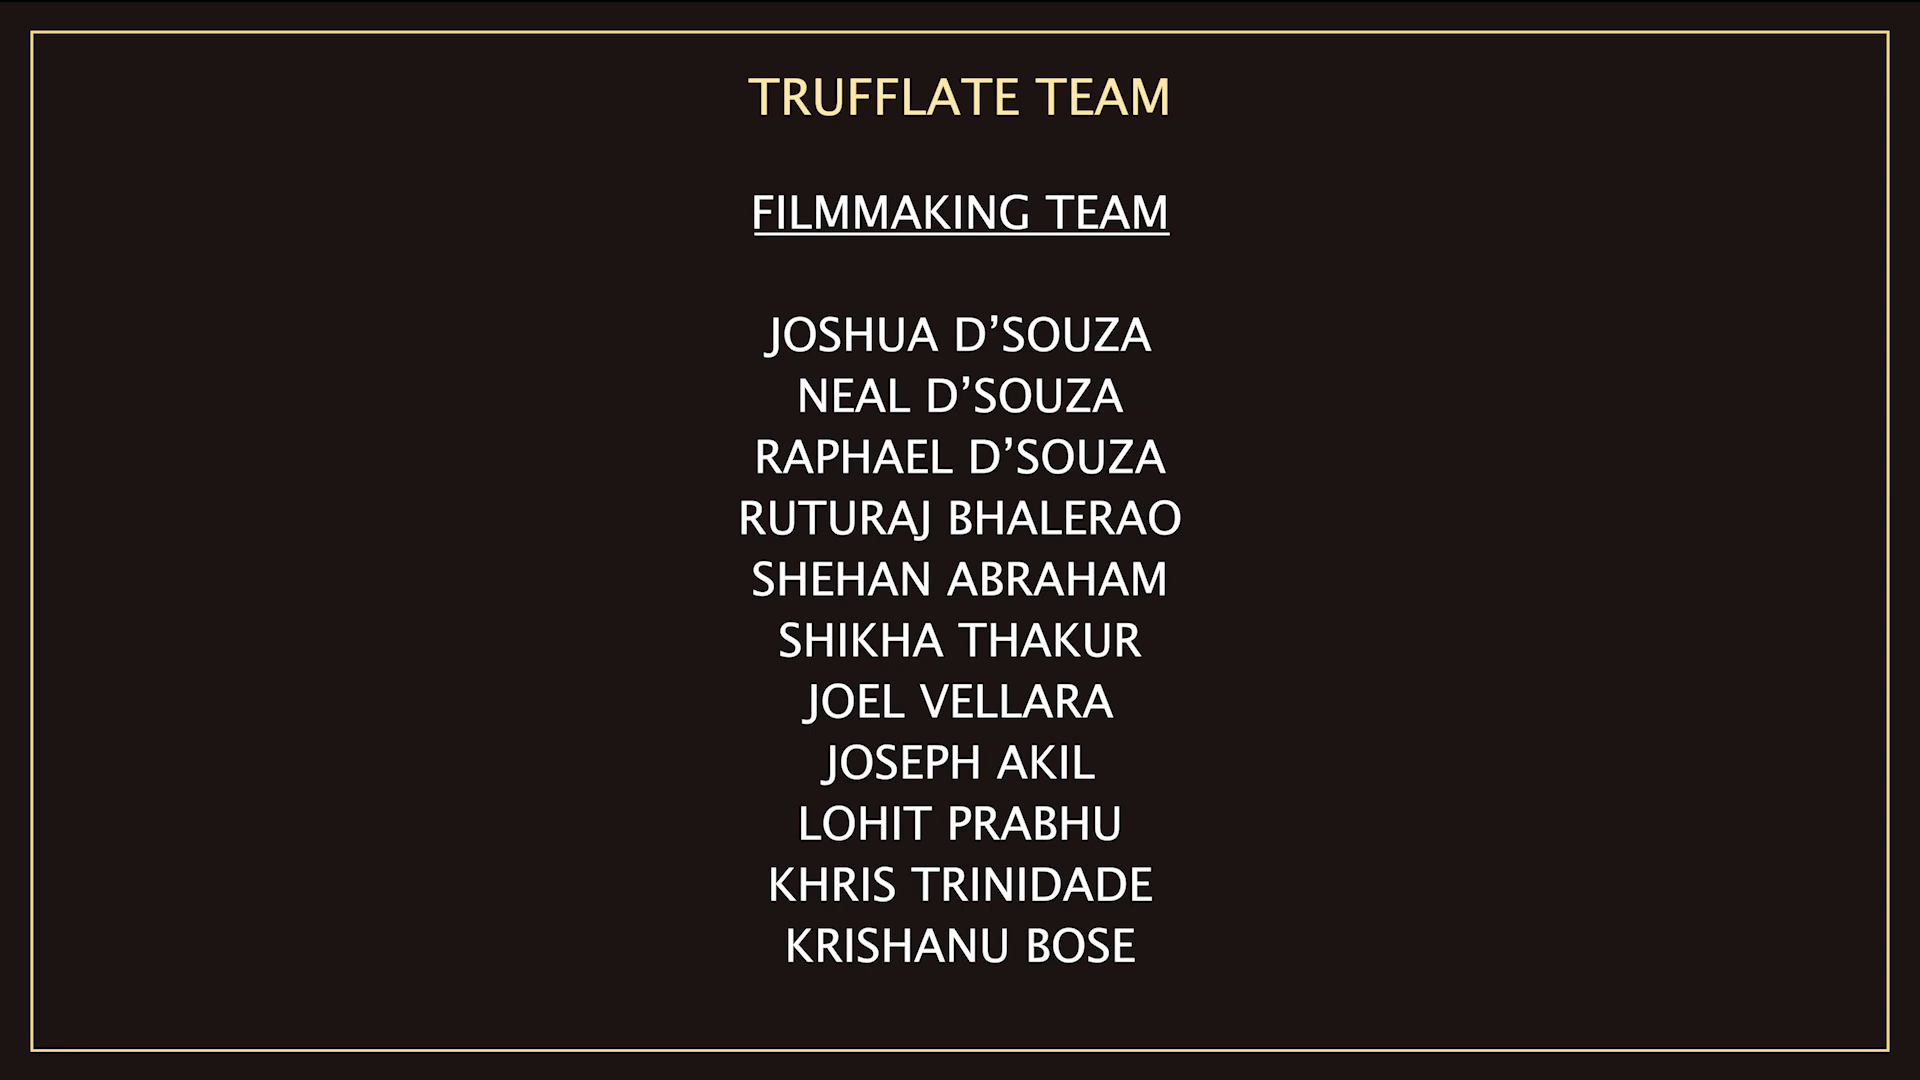 TRUFFLATE TEAM
FILMMAKING TEAM
JOSHUA D’SOUZA
NEAL D’SOUZA
RAPHAEL D’SOUZA
RUTURAJ BHALERAO
SHEHAN ABRAHAM
SHIKHA THAKUR
JOEL VELLARA
JOSEPH AKIL
LOHIT PRABHU
KHRIS TRINIDADE
KRISHANU BOSE